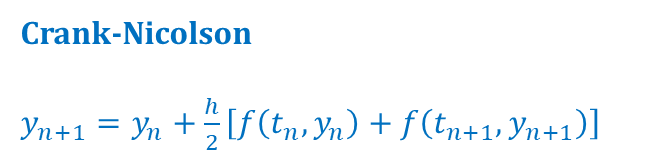 Crank-Nicolson
yₙ₊₁ = yₙ + h/2 [f(tₙ, yₙ) + f(tₙ₊₁, yₙ₊₁)]